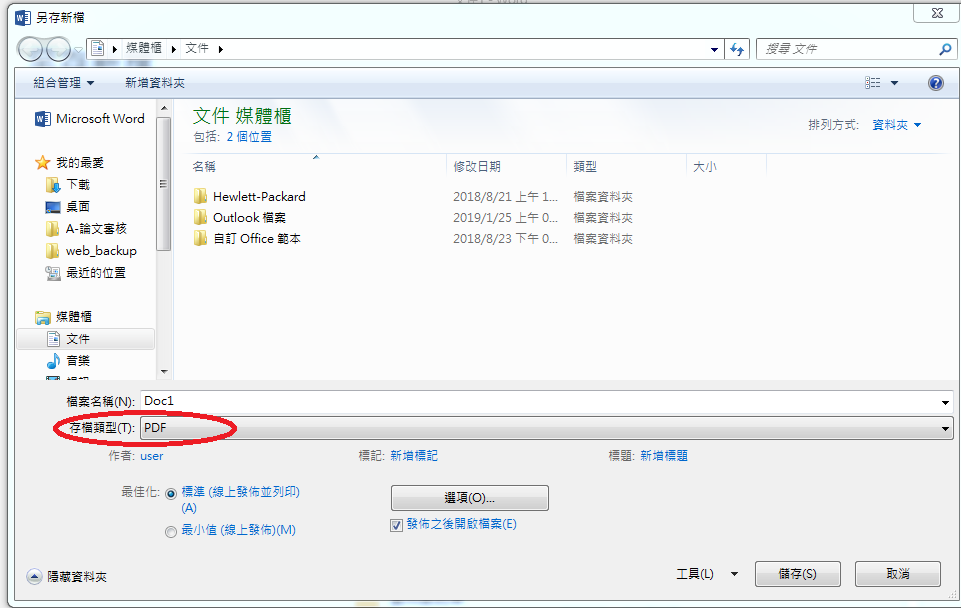 另存新檔
媒體櫃 文件
搜尋 文件
組合管理 新增資料夾
Microsoft Word
我的最愛
下載
桌面
A-論文審核
web_backup
最近的位置
媒體櫃
文件
音樂
文件 媒體櫃
包括: 2 個位置
排列方式: 資料夾
名稱 修改日期 類型 大小
Hewlett-Packard 2018/8/21 上午 1... 檔案資料夾
Outlook 檔案 2019/1/25 上午 0... 檔案資料夾
自訂 Office 範本 2018/8/23 下午 0... 檔案資料夾
檔案名稱(N): Doc1
存檔類型(T): PDF
作者: user 標記: 新增標記 標題: 新增標題
最佳化: 標準 (線上發佈並列印)
(A)
最小值 (線上發佈)(M)
選項(O)...
發佈之後開啟檔案(E)
隱藏資料夾 工具(L) 儲存(S) 取消